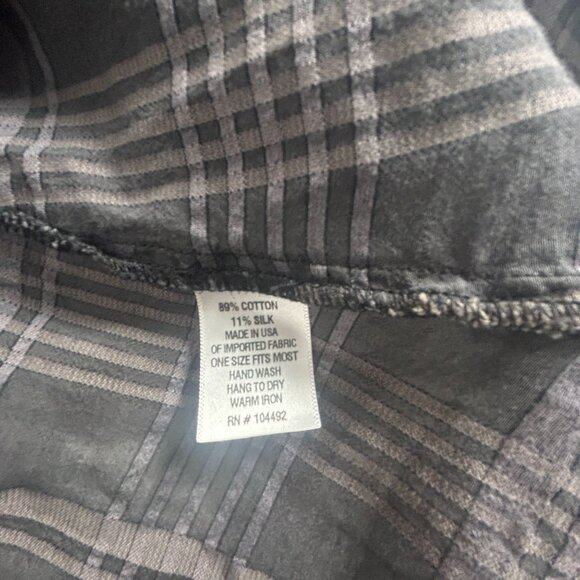 89% COTTON
11% SILK
MADE IN USA
OF IMPORTED FABRIC
ONE SIZE FITS MOST
HAND WASH
HANG TO DRY
WARM IRON
RN # 104492